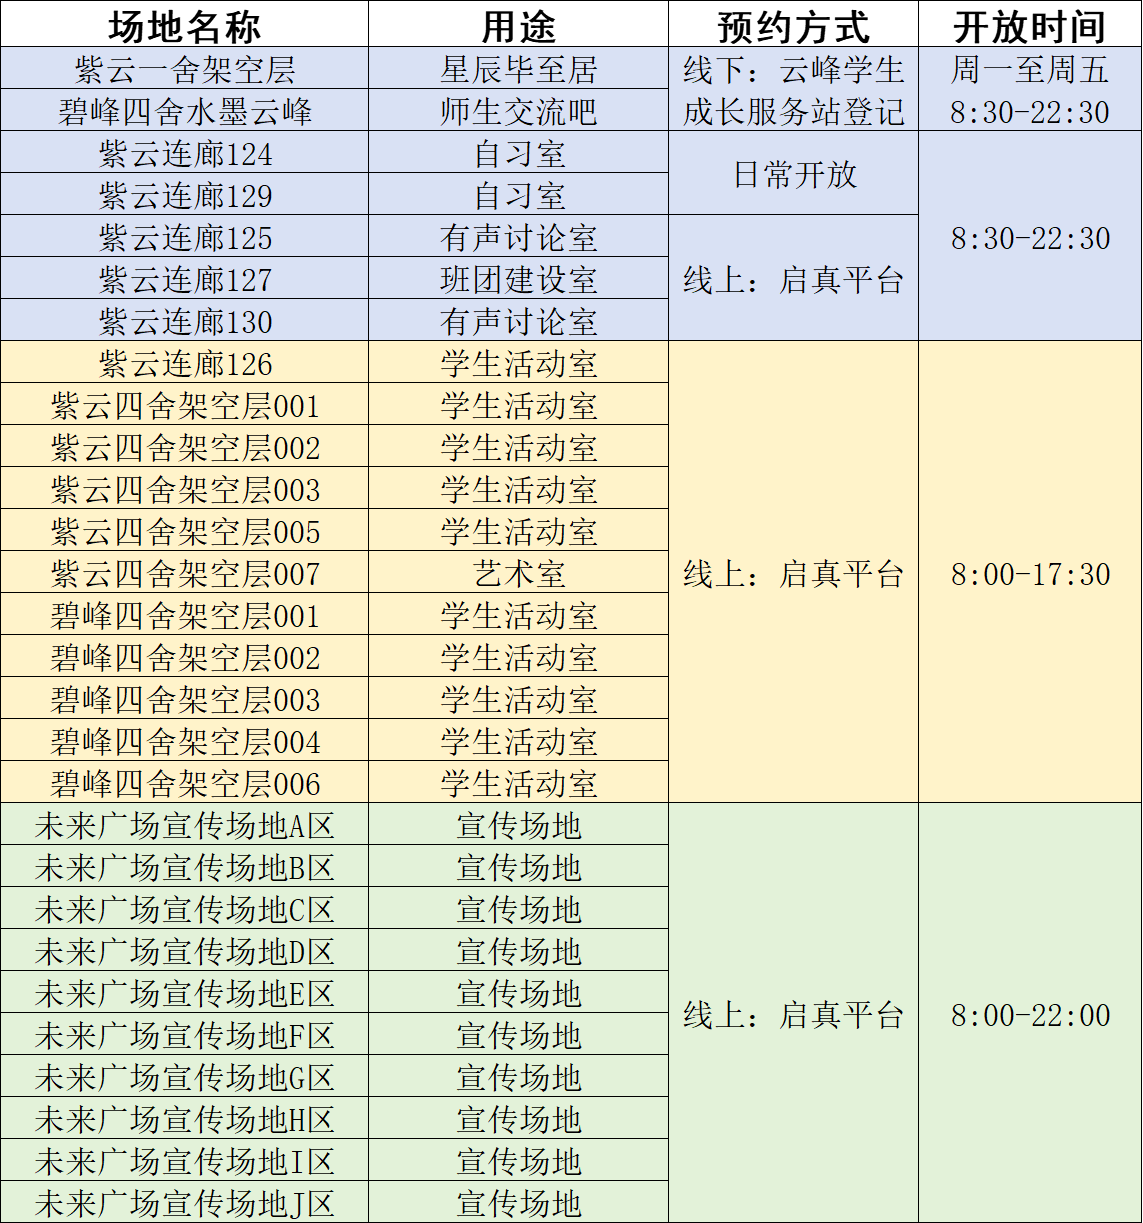 场地名称 用途 预约方式 开放时间
紫云一舍架空层 星辰毕至居 线下：云峰学生 周一至周五
碧峰四舍水墨云峰 师生交流吧 成长服务站登记 8:30-22:30
紫云连廊124 自习室
日常开放
紫云连廊129 自习室
紫云连廊125 有声讨论室 8:30-22:30
紫云连廊127 班团建设室 线上：启真平台
紫云连廊130 有声讨论室
紫云连廊126 学生活动室
紫云四舍架空层001 学生活动室
紫云四舍架空层002 学生活动室
紫云四舍架空层003 学生活动室
紫云四舍架空层005 学生活动室
紫云四舍架空层007 艺术室 线上：启真平台 8:00-17:30
碧峰四舍架空层001 学生活动室
碧峰四舍架空层002 学生活动室
碧峰四舍架空层003 学生活动室
碧峰四舍架空层004 学生活动室
碧峰四舍架空层006 学生活动室
未来广场宣传场地A区 宣传场地
未来广场宣传场地B区 宣传场地
未来广场宣传场地C区 宣传场地
未来广场宣传场地D区 宣传场地
未来广场宣传场地E区 宣传场地
线上：启真平台 8:00-22:00
未来广场宣传场地F区 宣传场地
未来广场宣传场地G区 宣传场地
未来广场宣传场地H区 宣传场地
未来广场宣传场地I区 宣传场地
未来广场宣传场地J区 宣传场地